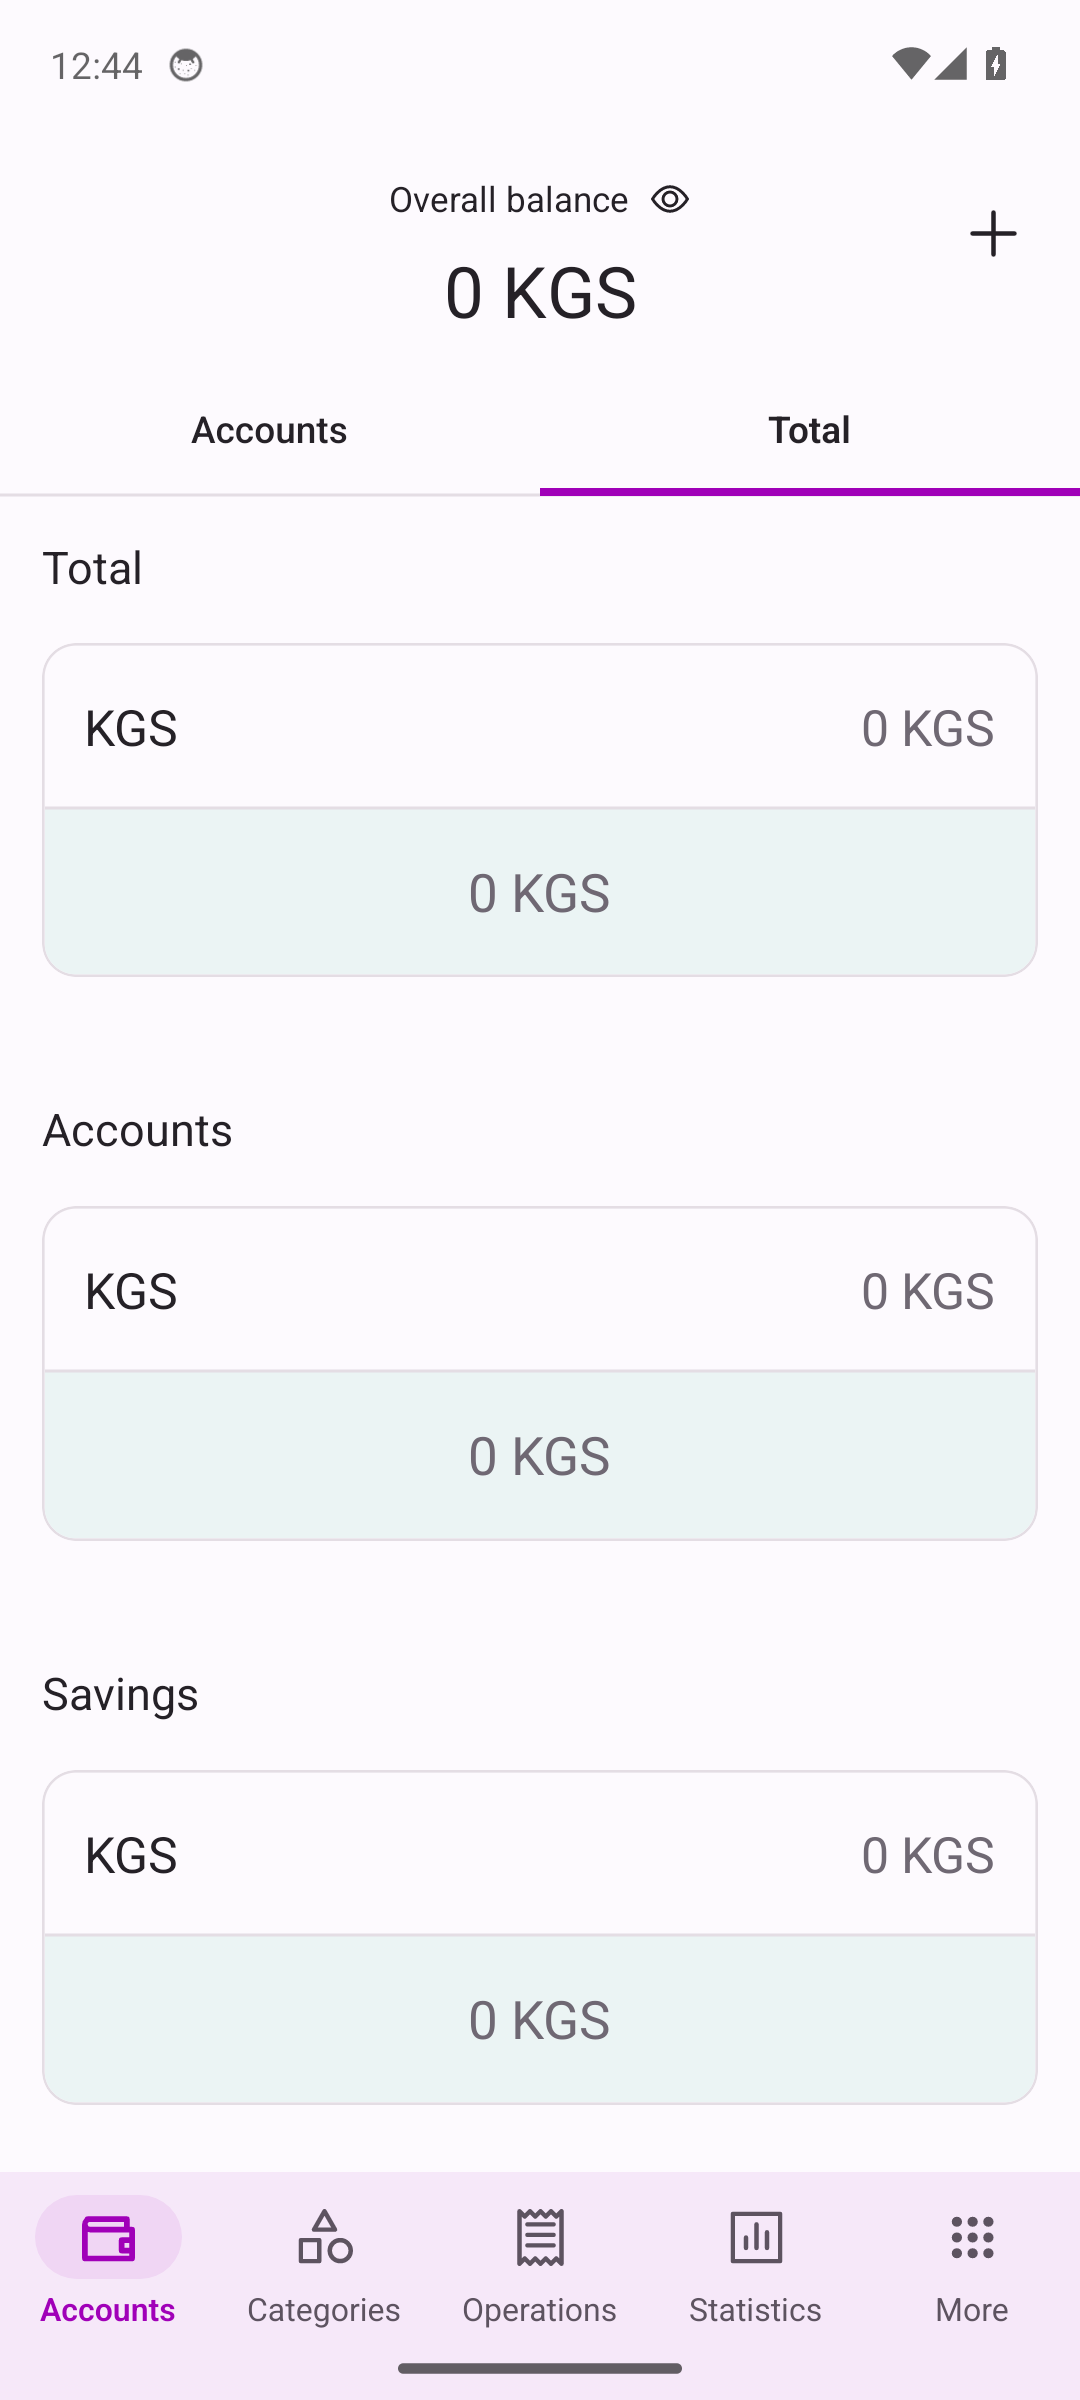 12:44
Overall balance
0 KGS
Accounts
Total
Total
KGS
0 KGS
0 KGS
Accounts
KGS
0 KGS
0 KGS
Savings
KGS
0 KGS
0 KGS
Accounts
Categories
Operations
Statistics
More